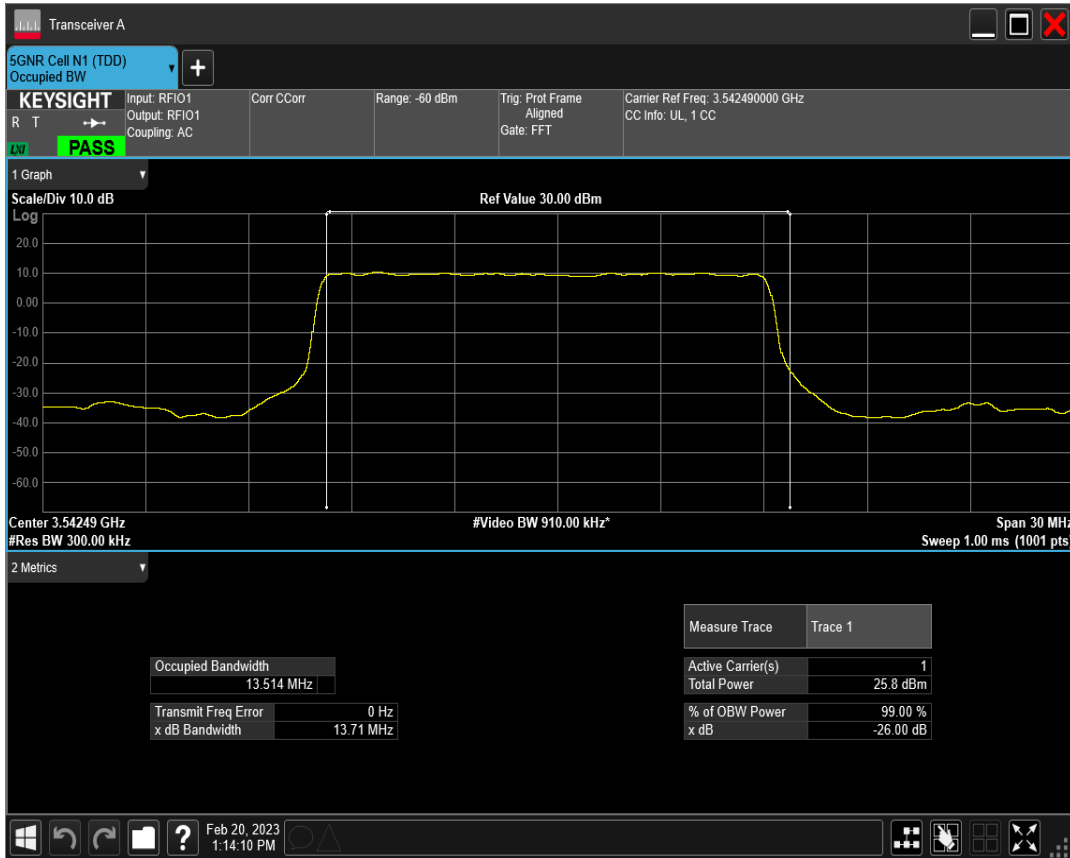 Transceiver A
5GNR Cell N1 (TDD)
Occupied BW
+
KEYSIGHT
R T
LXI
PASS
Input: RFIO1
Output: RFIO1
Coupling: AC
Corr CCorr
Range: -60 dBm
Trig: Prot Frame
Aligned
Gate: FFT
Carrier Ref Freq: 3.542490000 GHz
CC Info: UL, 1 CC
1 Graph
Scale/Div 10.0 dB
Ref Value 30.00 dBm
Log
20.0
10.0
0.00
-10.0
-20.0
-30.0
-40.0
-50.0
-60.0
Center 3.54249 GHz
#Video BW 910.00 kHz*
Span 30 MHz
#Res BW 300.00 kHz
Sweep 1.00 ms (1001 pts)
2 Metrics
Measure Trace Trace 1
Occupied Bandwidth
13.514 MHz
Active Carrier(s) 1
Total Power 25.8 dBm
Transmit Freq Error 0 Hz
x dB Bandwidth 13.71 MHz
% of OBW Power 99.00 %
x dB -26.00 dB
?
Feb 20, 2023
1:14:10 PM